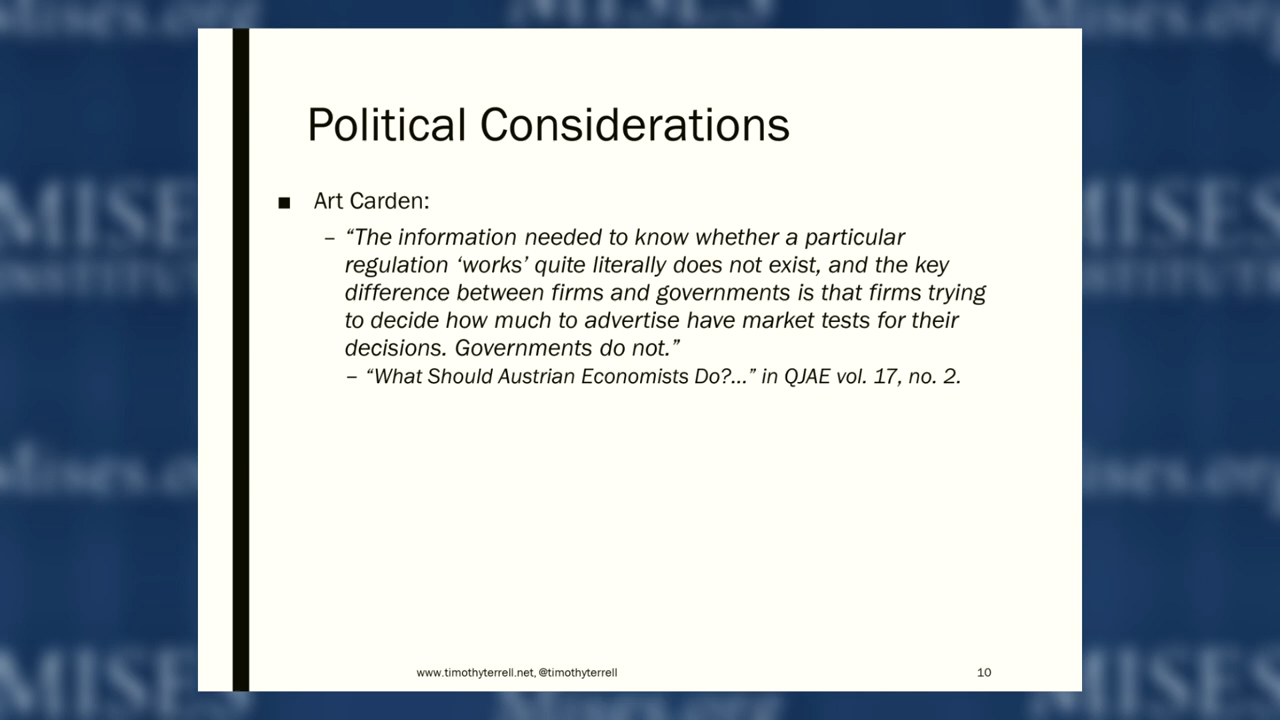 Mises.org
MISES
Political Considerations
■ Art Carden:
– “The information needed to know whether a particular
regulation ‘works’ quite literally does not exist, and the key
difference between firms and governments is that firms trying
to decide how much to advertise have market tests for their
decisions. Governments do not.”
– “What Should Austrian Economists Do?...” in QJAE vol. 17, no. 2.
www.timothyterrell.net, @timothyterrell
10